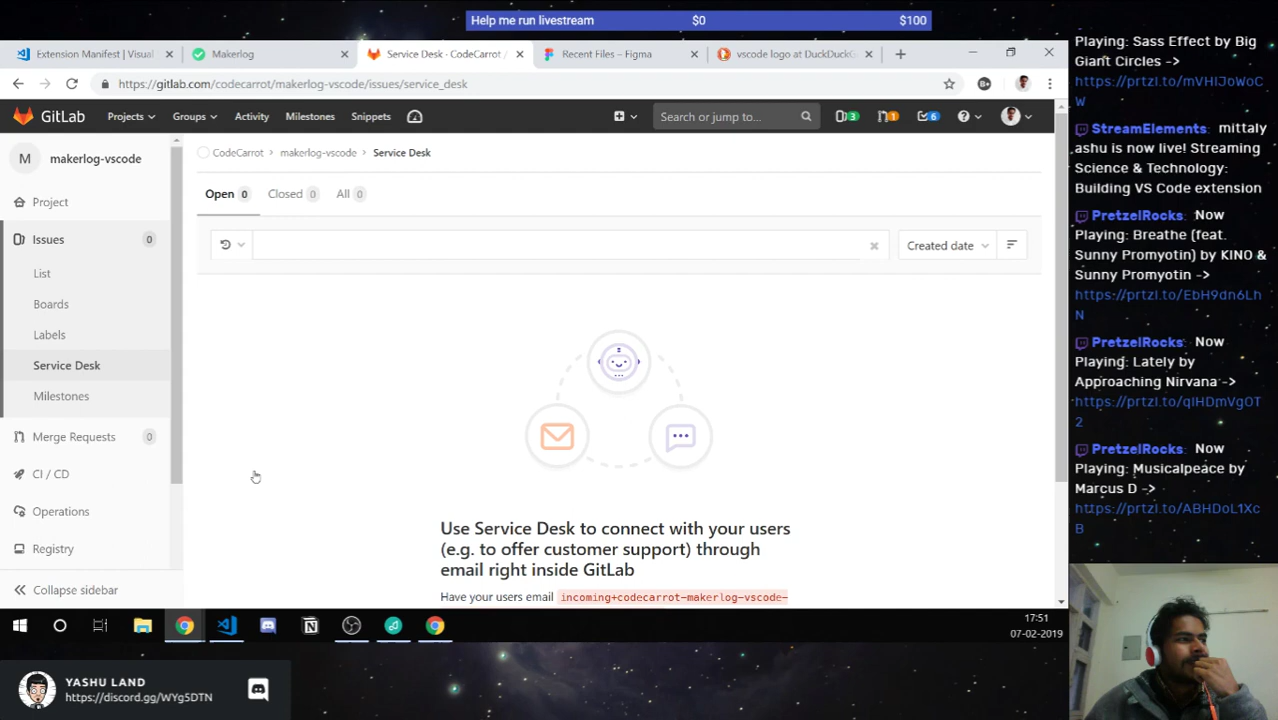 Help me run livestream $0 $100
Extension Manifest | Visual
Makerlog
Service Desk · CodeCarrot /
Recent Files – Figma
vscode logo at DuckDuckG
https://gitlab.com/codecarrot/makerlog-vscode/issues/service_desk
GitLab
Projects
Groups
Activity
Milestones
Snippets
Search or jump to...
3
1
6
M
makerlog-vscode
Project
Issues 0
List
Boards
Labels
Service Desk
Milestones
Merge Requests 0
CI / CD
Operations
Registry
Collapse sidebar
CodeCarrot > makerlog-vscode > Service Desk
Open 0
Closed 0
All 0
Created date
Use Service Desk to connect with your users
(e.g. to offer customer support) through
email right inside GitLab
Have your users email incoming+codecarrot-makerlog-vscode-
17:51
07-02-2019
Playing: Sass Effect by Big
Giant Circles ->
https://prtzl.to/mVHIJoWoC
W
StreamElements: mittaly
ashu is now live! Streaming
Science & Technology:
Building VS Code extension
PretzelRocks: Now
Playing: Breathe (feat.
Sunny Promyotin) by KINO &
Sunny Promyotin ->
https://prtzl.to/EbH9dn6Lh
N
PretzelRocks: Now
Playing: Lately by
Approaching Nirvana ->
https://prtzl.to/qIHDmVgOT
2
PretzelRocks: Now
Playing: Musicalpeace by
Marcus D ->
https://prtzl.to/ABHDoL1Xc
B
YASHU LAND
https://discord.gg/WYg5DTN